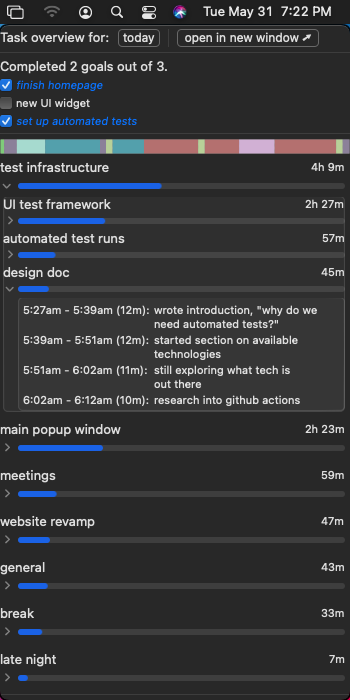 Tue May 31 7:22 PM
Task overview for: today open in new window ↗
Completed 2 goals out of 3.
finish homepage
new UI widget
set up automated tests
test infrastructure 4h 9m
UI test framework 2h 27m
automated test runs 57m
design doc 45m
5:27am - 5:39am (12m): wrote introduction, "why do we
need automated tests?"
5:39am - 5:51am (12m): started section on available
technologies
5:51am - 6:02am (11m): still exploring what tech is
out there
6:02am - 6:12am (10m): research into github actions
main popup window 2h 23m
meetings 59m
website revamp 47m
general 43m
break 33m
late night 7m